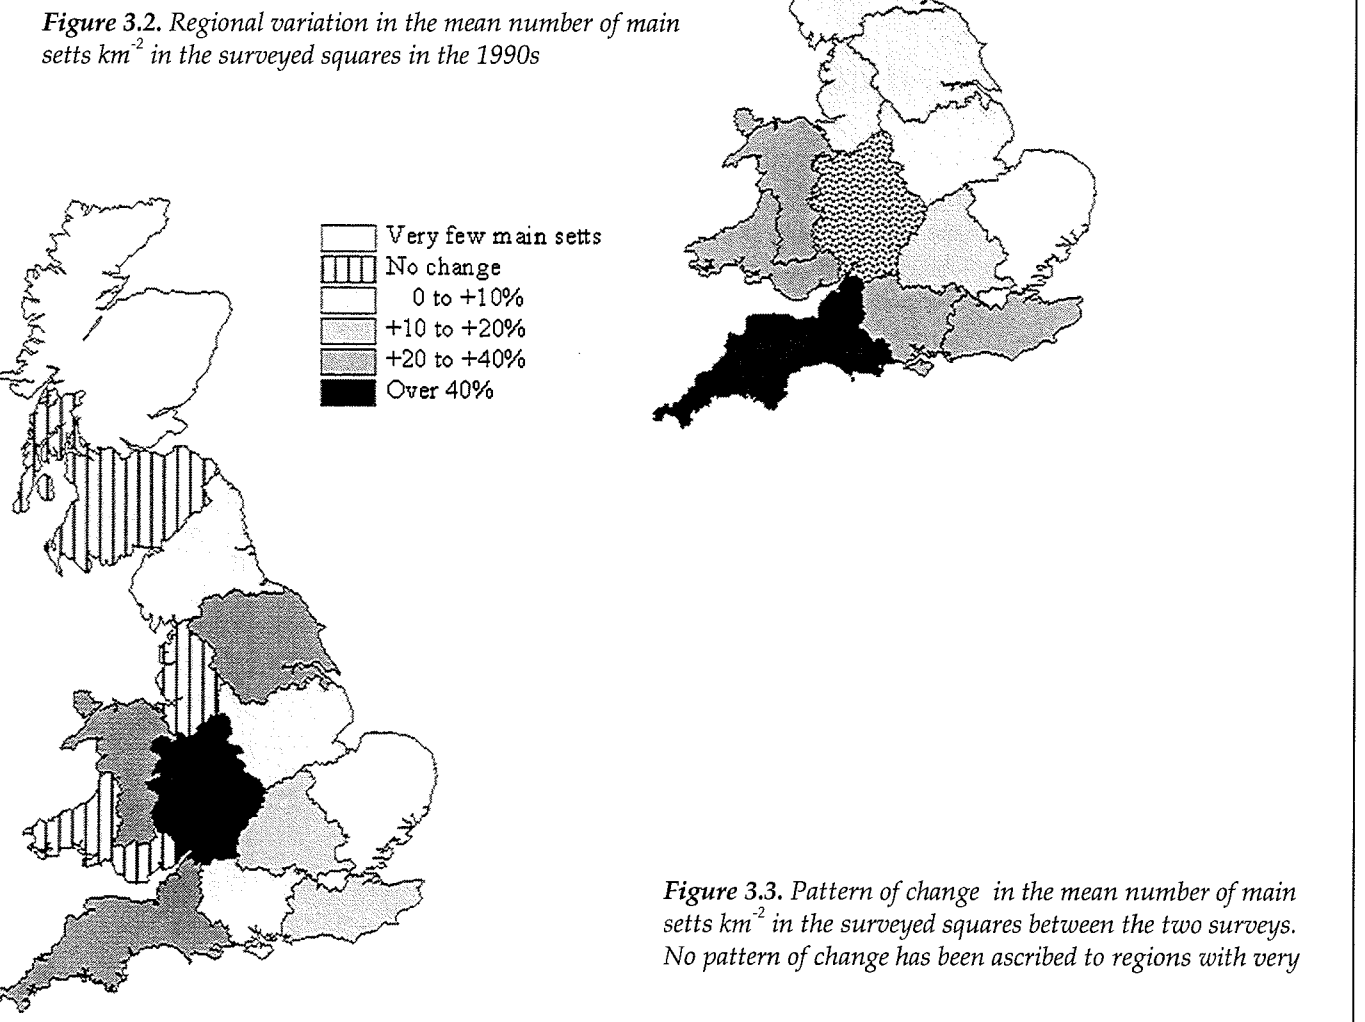 Figure 3.2. Regional variation in the mean number of main
setts km-2 in the surveyed squares in the 1990s
Very few main setts
No change
0 to +10%
+10 to +20%
+20 to +40%
Over 40%
Figure 3.3. Pattern of change in the mean number of main
setts km-2 in the surveyed squares between the two surveys.
No pattern of change has been ascribed to regions with very